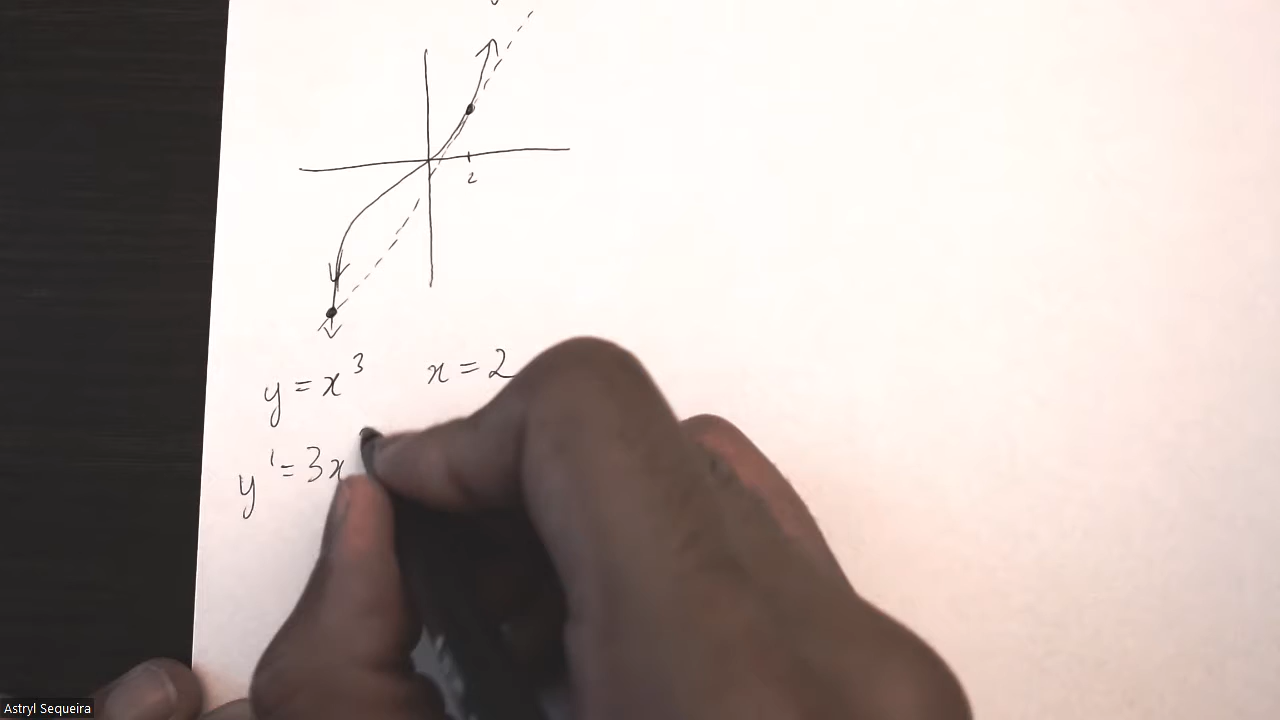 2
y = x³ x = 2
y' = 3x
Astryl Sequeira